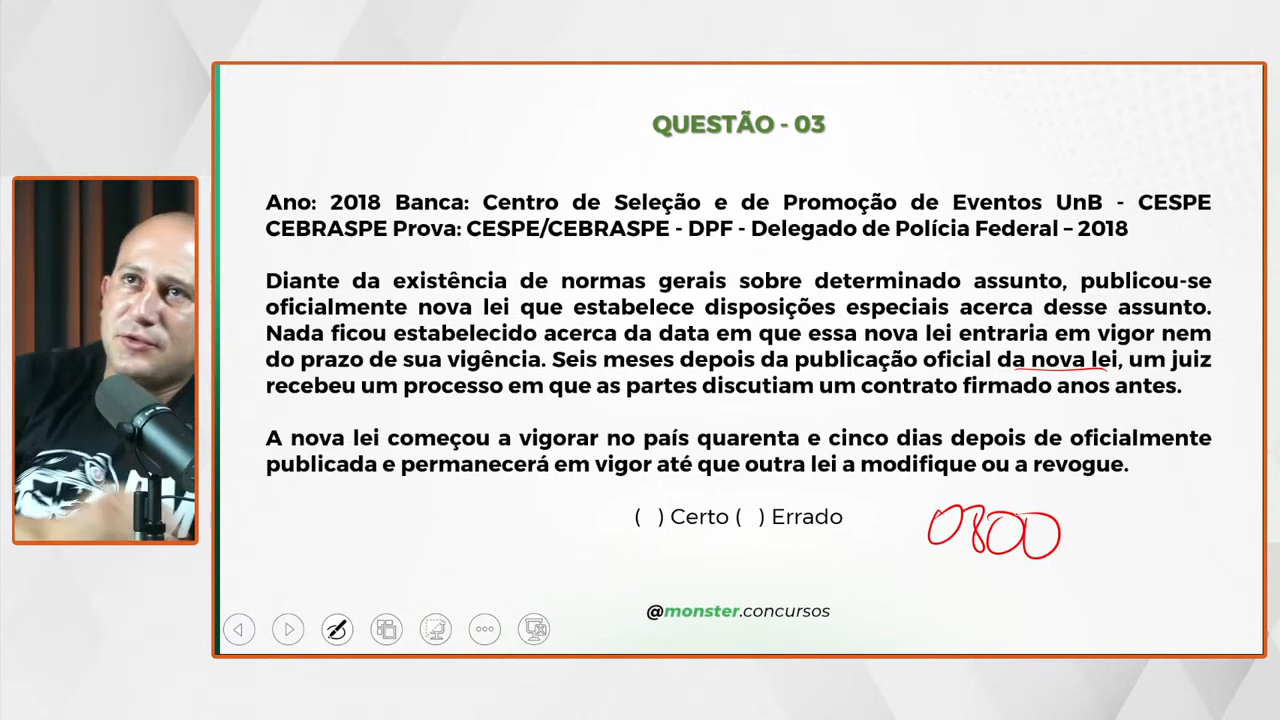 QUESTÃO - 03
Ano: 2018 Banca: Centro de Seleção e de Promoção de Eventos UnB - CESPE
CEBRASPE Prova: CESPE/CEBRASPE - DPF - Delegado de Polícia Federal – 2018
Diante da existência de normas gerais sobre determinado assunto, publicou-se
oficialmente nova lei que estabelece disposições especiais acerca desse assunto.
Nada ficou estabelecido acerca da data em que essa nova lei entraria em vigor nem
do prazo de sua vigência. Seis meses depois da publicação oficial da nova lei, um juiz
recebeu um processo em que as partes discutiam um contrato firmado anos antes.
A nova lei começou a vigorar no país quarenta e cinco dias depois de oficialmente
publicada e permanecerá em vigor até que outra lei a modifique ou a revogue.
( ) Certo ( ) Errado
0800
@monster.concursos